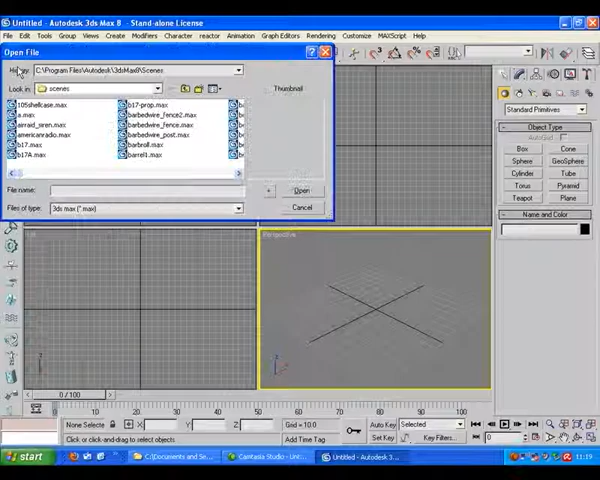 Untitled - Autodesk 3ds Max 8 - Stand-alone License
File Edit Tools Group Views Create Modifiers Character reactor Animation Graph Editors Rendering Customize MAXScript Help
Open File
History: C:\Program Files\Autodesk\3dsMax8\Scenes
Look in: scenes
Thumbnail
105shellcase.max b17-prop.max
a.max barbedwire_fence2.max
airraid_siren.max barbedwire_fence.max
americanradio.max barbedwire_post.max
b17.max barbroll.max
b17A.max barrel1.max
File name: + Open
Files of type: 3ds max (*.max) Cancel
Standard Primitives
Object Type
AutoGrid
Box Cone
Sphere GeoSphere
Cylinder Tube
Torus Pyramid
Teapot Plane
Name and Color
Perspective
0 / 100
0 10 20 30 40 50 60 70 80 90 100
None Selected X: Y: Z: Grid = 10.0 Auto Key Selected
Click or click-and-drag to select objects Add Time Tag Set Key Key Filters... 0
start C:\Documents and Se... Camtasia Studio - Unt... Untitled - Autodesk 3... 11:19